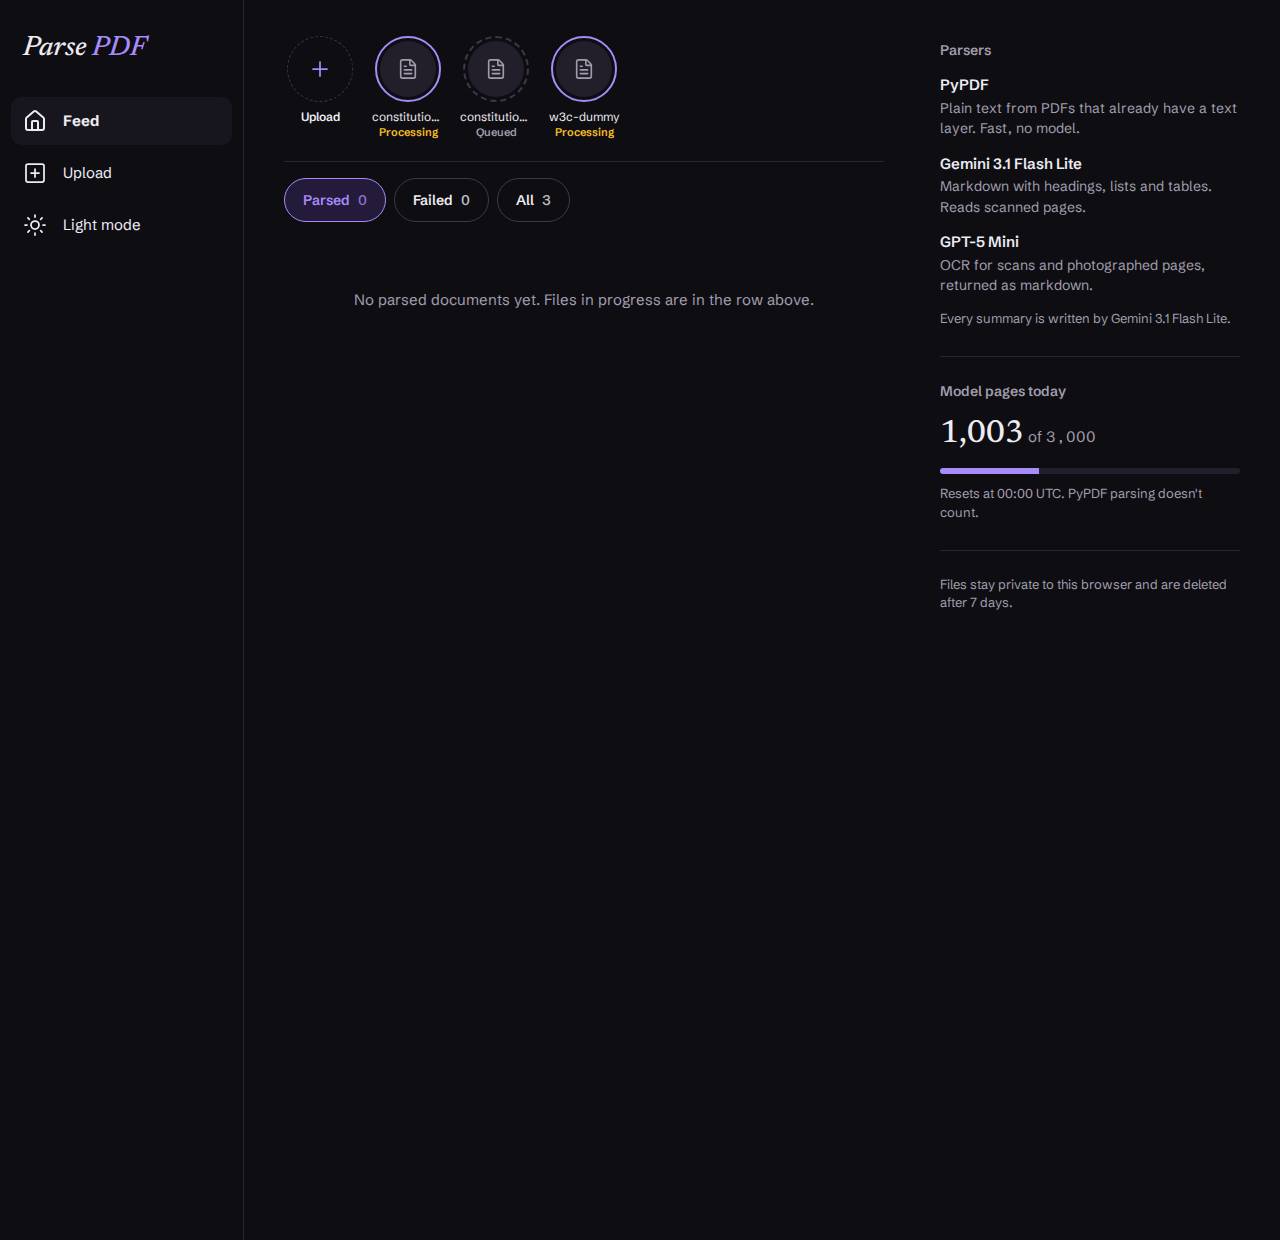 Parse PDF
Feed
Upload
Light mode
Upload
constitutio…
Processing
constitutio…
Queued
w3c-dummy
Processing
Parsed 0
Failed 0
All 3
No parsed documents yet. Files in progress are in the row above.
Parsers
PyPDF
Plain text from PDFs that already have a text
layer. Fast, no model.
Gemini 3.1 Flash Lite
Markdown with headings, lists and tables.
Reads scanned pages.
GPT-5 Mini
OCR for scans and photographed pages,
returned as markdown.
Every summary is written by Gemini 3.1 Flash Lite.
Model pages today
1,003 of 3,000
Resets at 00:00 UTC. PyPDF parsing doesn't
count.
Files stay private to this browser and are deleted
after 7 days.